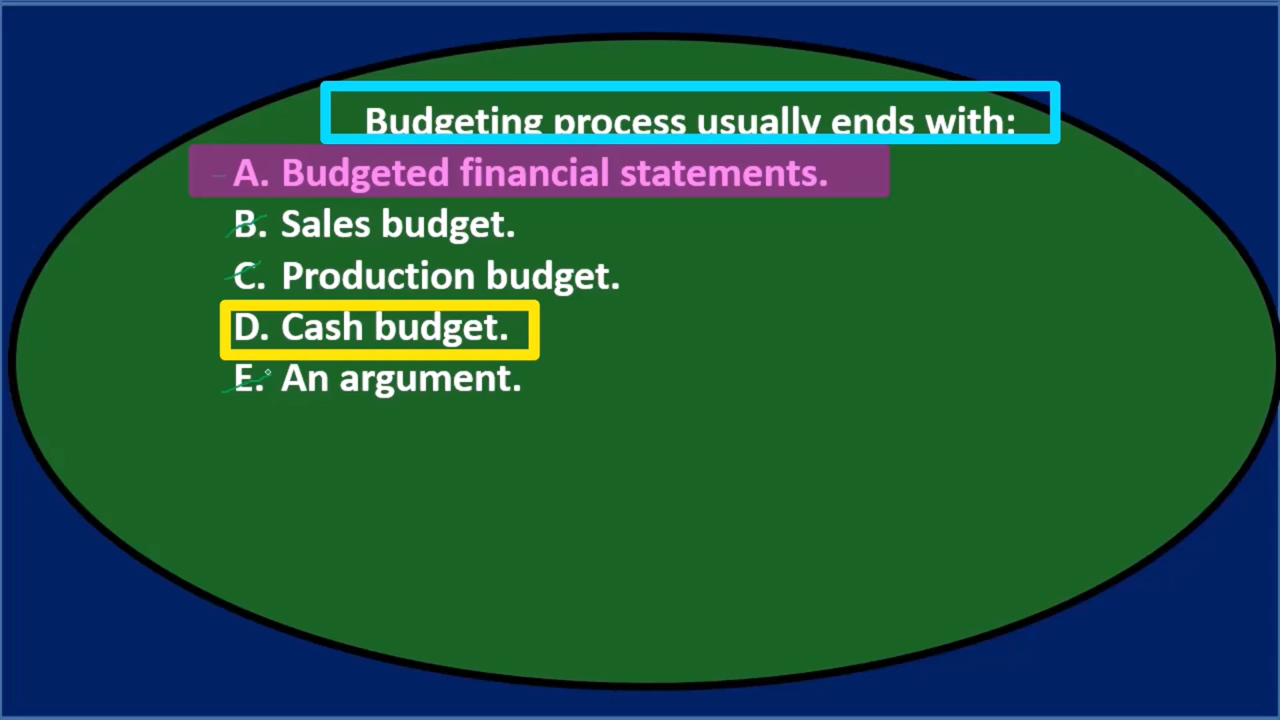 Budgeting process usually ends with:
A. Budgeted financial statements.
B. Sales budget.
C. Production budget.
D. Cash budget.
E. An argument.